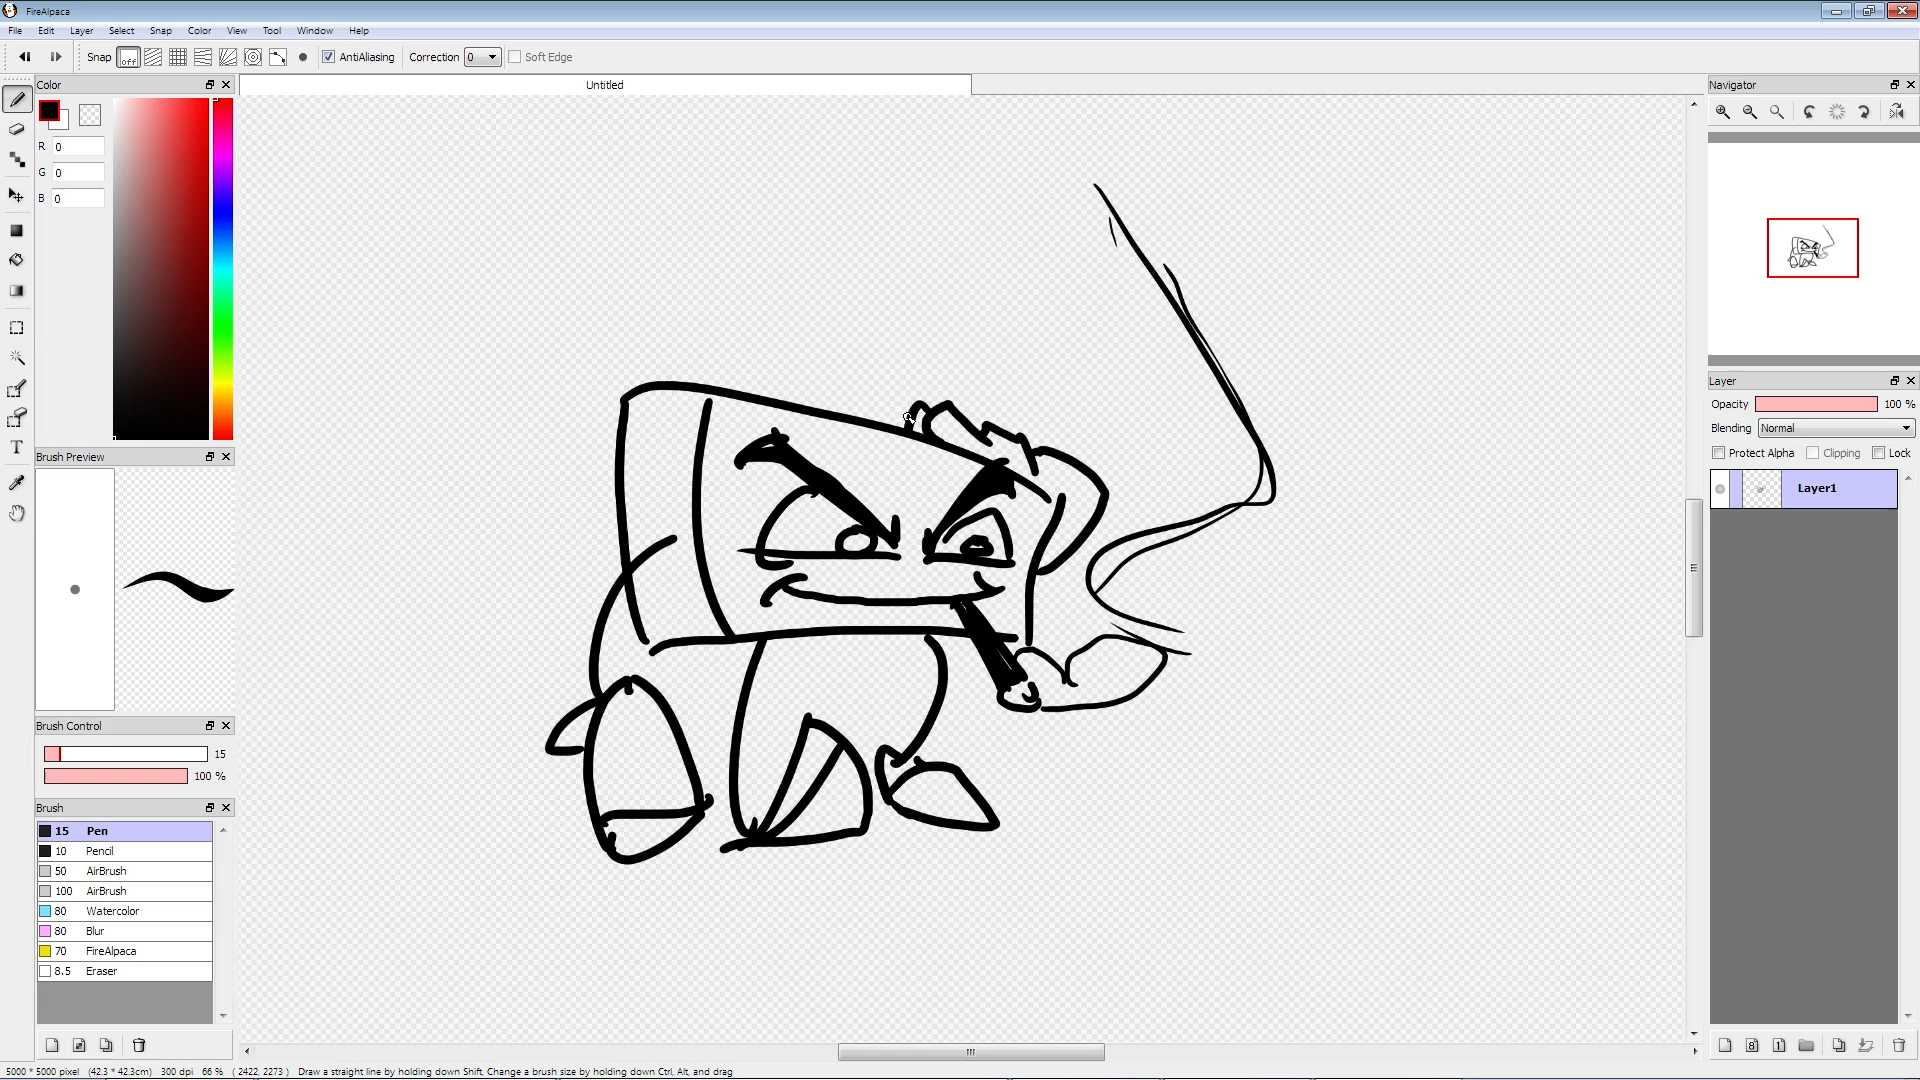 FireAlpaca
File Edit Layer Select Snap Color View Tool Window Help
Snap off AntiAliasing Correction 0 Soft Edge
Color
Untitled
Navigator
R 0
G 0
B 0
Layer
Opacity 100 %
Blending Normal
Protect Alpha Clipping Lock
Layer1
T
Brush Preview
Brush Control
15
100 %
Brush
15 Pen
10 Pencil
50 AirBrush
100 AirBrush
80 Watercolor
80 Blur
70 FireAlpaca
8.5 Eraser
8 1
5000 * 5000 pixel (42.3 * 42.3cm) 300 dpi 66 % ( 2422, 2273 ) Draw a straight line by holding down Shift, Change a brush size by holding down Ctrl, Alt, and drag